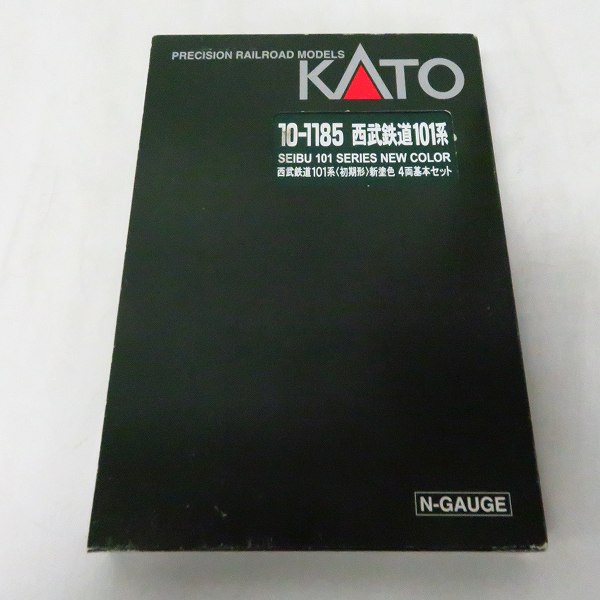 PRECISION RAILROAD MODELS
KATO
10-1185 西武鉄道101系
SEIBU 101 SERIES NEW COLOR
西武鉄道101系〈初期形〉新塗色 4両基本セット
N-GAUGE